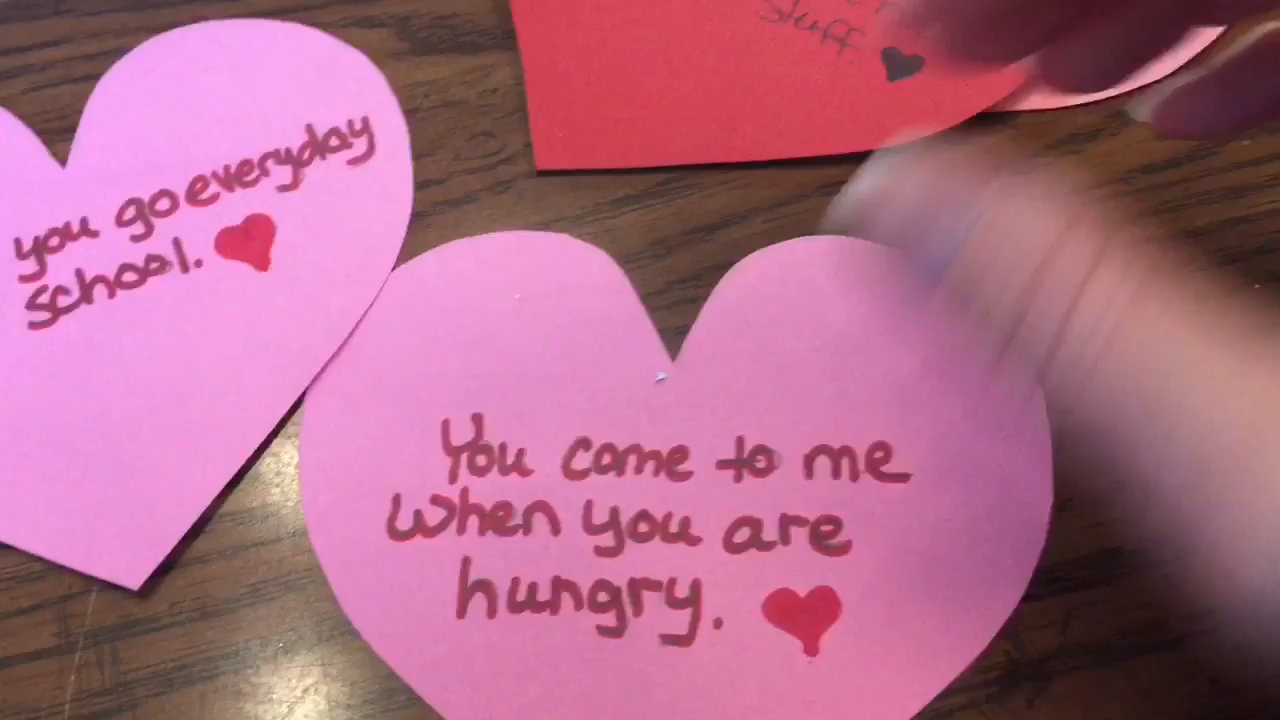 you go everyday
school.
stuff
You come to me
when you are
hungry.